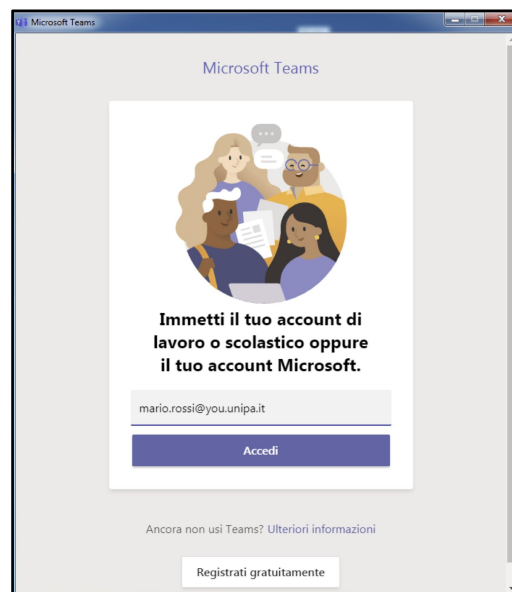 Microsoft Teams
Microsoft Teams
Immetti il tuo account di
lavoro o scolastico oppure
il tuo account Microsoft.
mario.rossi@you.unipa.it
Accedi
Ancora non usi Teams? Ulteriori informazioni
Registrati gratuitamente